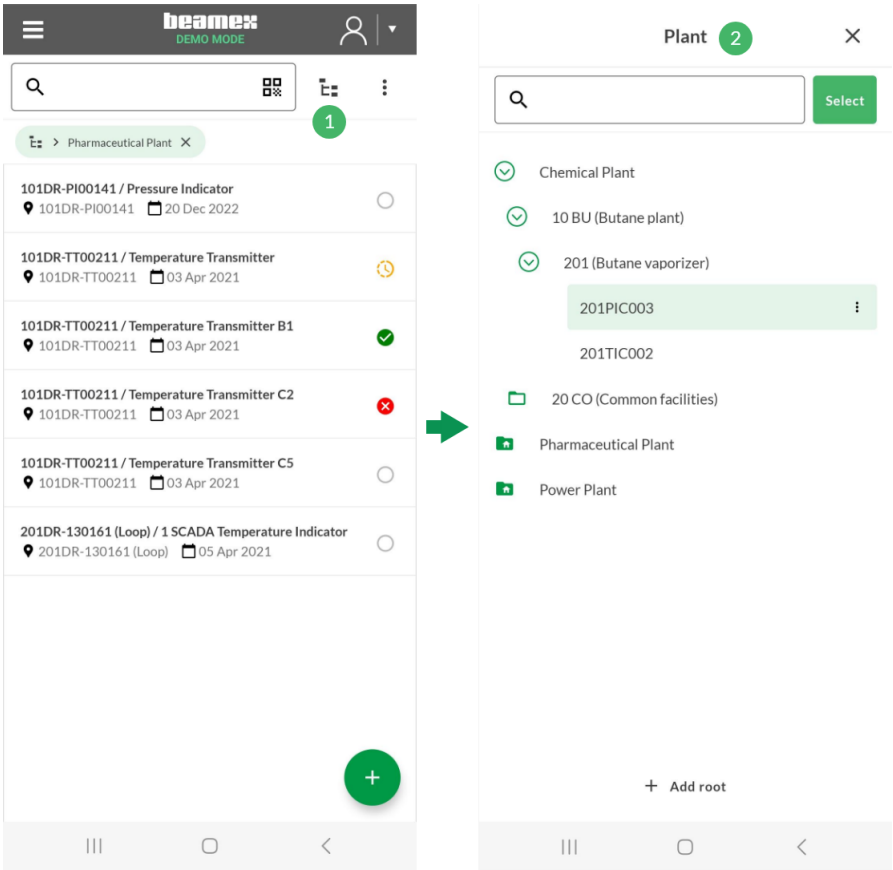 beamex
DEMO MODE
1
Pharmaceutical Plant
101DR-PI00141 / Pressure Indicator
101DR-PI00141 20 Dec 2022
101DR-TT00211 / Temperature Transmitter
101DR-TT00211 03 Apr 2021
101DR-TT00211 / Temperature Transmitter B1
101DR-TT00211 03 Apr 2021
101DR-TT00211 / Temperature Transmitter C2
101DR-TT00211 03 Apr 2021
101DR-TT00211 / Temperature Transmitter C5
101DR-TT00211 03 Apr 2021
201DR-130161 (Loop) / 1 SCADA Temperature Indicator
201DR-130161 (Loop) 05 Apr 2021
Plant 2
Select
Chemical Plant
10 BU (Butane plant)
201 (Butane vaporizer)
201PIC003
201TIC002
20 CO (Common facilities)
Pharmaceutical Plant
Power Plant
+ Add root